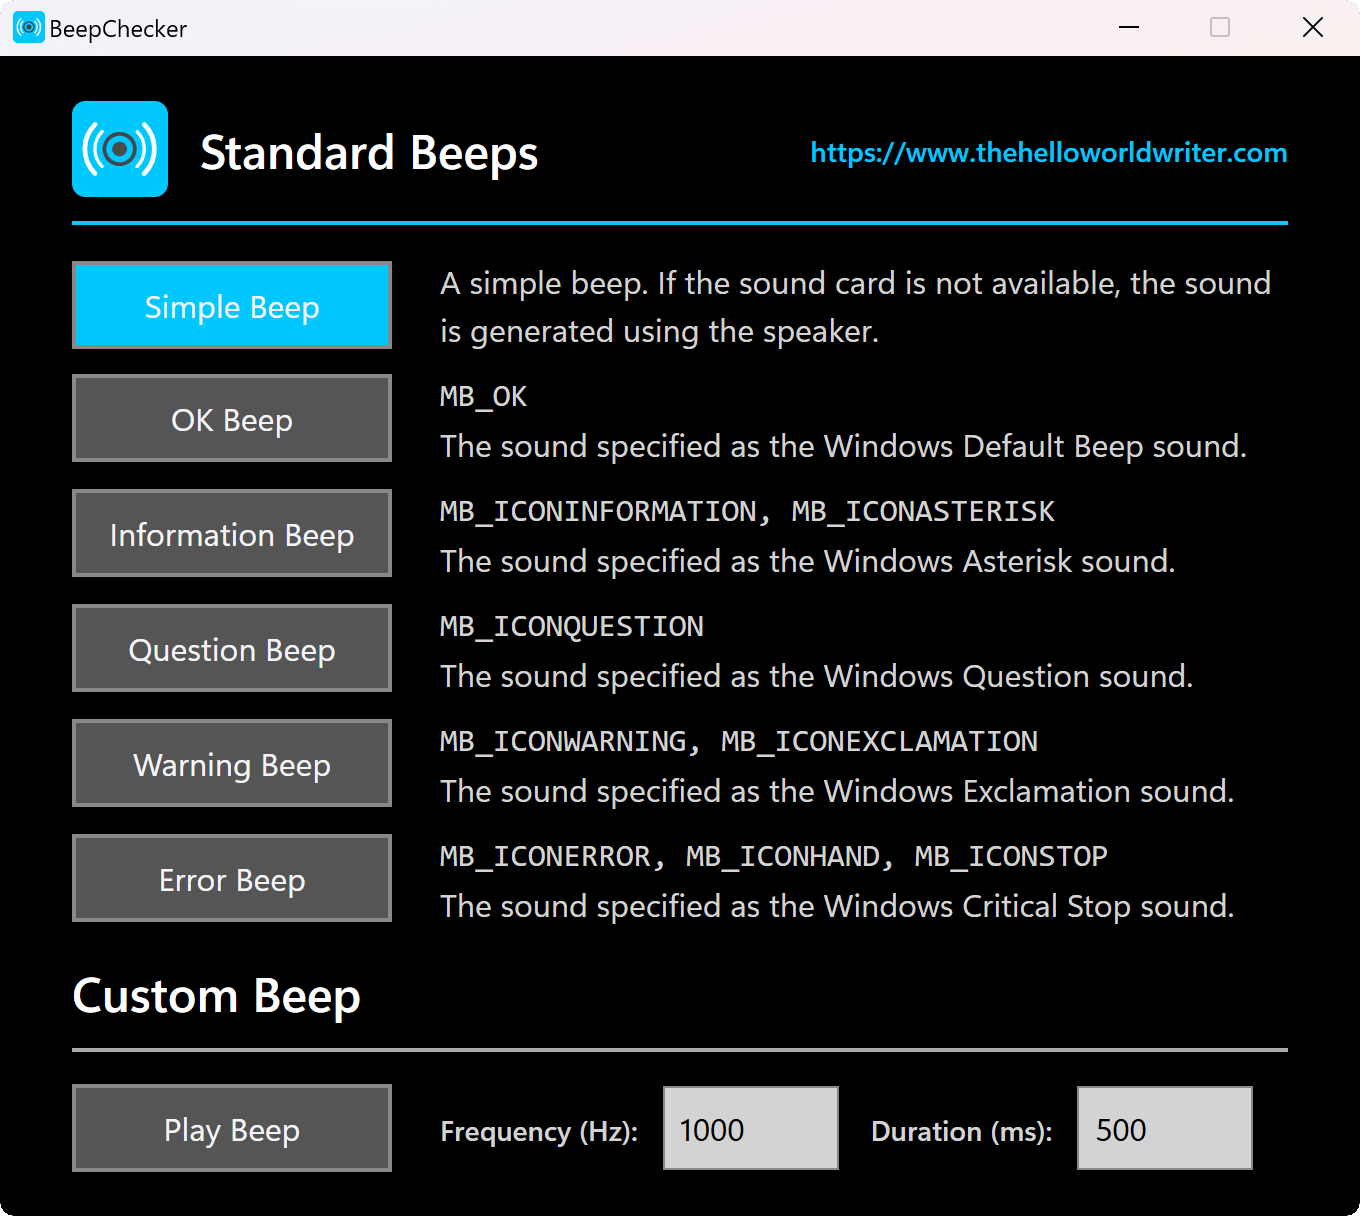 BeepChecker
Standard Beeps
https://www.thehelloworldwriter.com
Simple Beep
A simple beep. If the sound card is not available, the sound
is generated using the speaker.
OK Beep
MB_OK
The sound specified as the Windows Default Beep sound.
Information Beep
MB_ICONINFORMATION, MB_ICONASTERISK
The sound specified as the Windows Asterisk sound.
Question Beep
MB_ICONQUESTION
The sound specified as the Windows Question sound.
Warning Beep
MB_ICONWARNING, MB_ICONEXCLAMATION
The sound specified as the Windows Exclamation sound.
Error Beep
MB_ICONERROR, MB_ICONHAND, MB_ICONSTOP
The sound specified as the Windows Critical Stop sound.
Custom Beep
Play Beep
Frequency (Hz): 1000
Duration (ms): 500